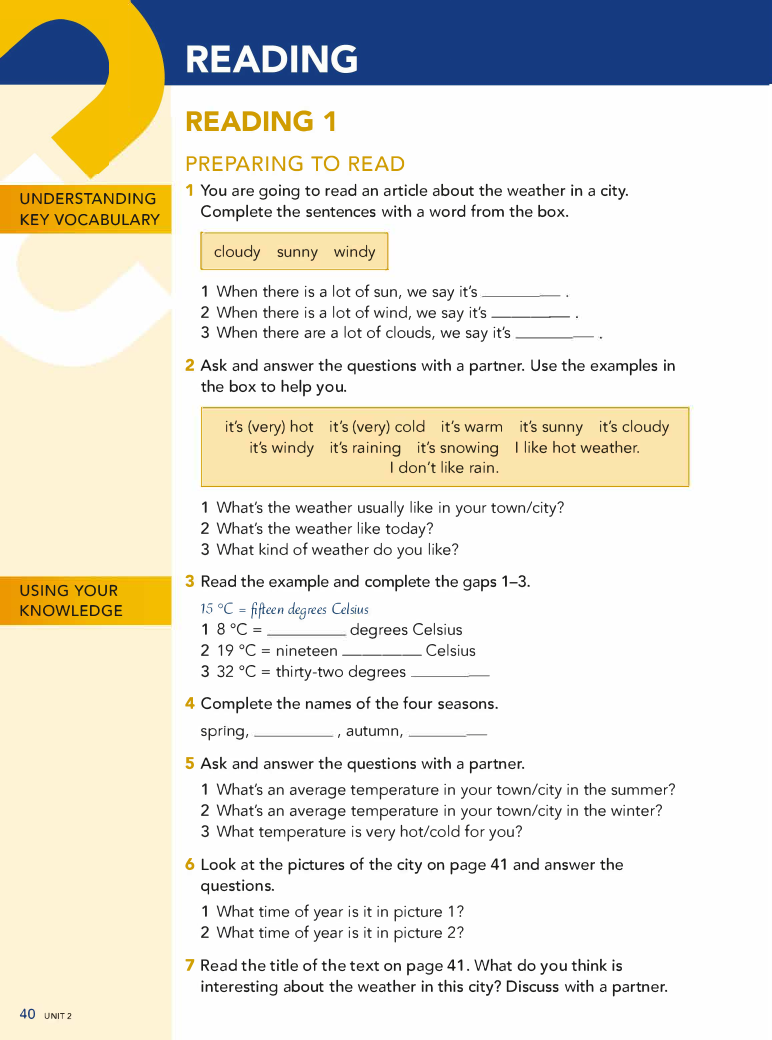 READING
READING 1
PREPARING TO READ
UNDERSTANDING
KEY VOCABULARY
1 You are going to read an article about the weather in a city.
Complete the sentences with a word from the box.
cloudy sunny windy
1 When there is a lot of sun, we say it's __________ .
2 When there is a lot of wind, we say it's __________ .
3 When there are a lot of clouds, we say it's __________ .
2 Ask and answer the questions with a partner. Use the examples in
the box to help you.
it's (very) hot it's (very) cold it's warm it's sunny it's cloudy
it's windy it's raining it's snowing I like hot weather.
I don't like rain.
1 What's the weather usually like in your town/city?
2 What's the weather like today?
3 What kind of weather do you like?
USING YOUR
KNOWLEDGE
3 Read the example and complete the gaps 1–3.
15 °C = fifteen degrees Celsius
1 8 °C = __________ degrees Celsius
2 19 °C = nineteen __________ Celsius
3 32 °C = thirty-two degrees __________
4 Complete the names of the four seasons.
spring, __________ , autumn, __________
5 Ask and answer the questions with a partner.
1 What's an average temperature in your town/city in the summer?
2 What's an average temperature in your town/city in the winter?
3 What temperature is very hot/cold for you?
6 Look at the pictures of the city on page 41 and answer the
questions.
1 What time of year is it in picture 1?
2 What time of year is it in picture 2?
7 Read the title of the text on page 41. What do you think is
interesting about the weather in this city? Discuss with a partner.
40 UNIT 2